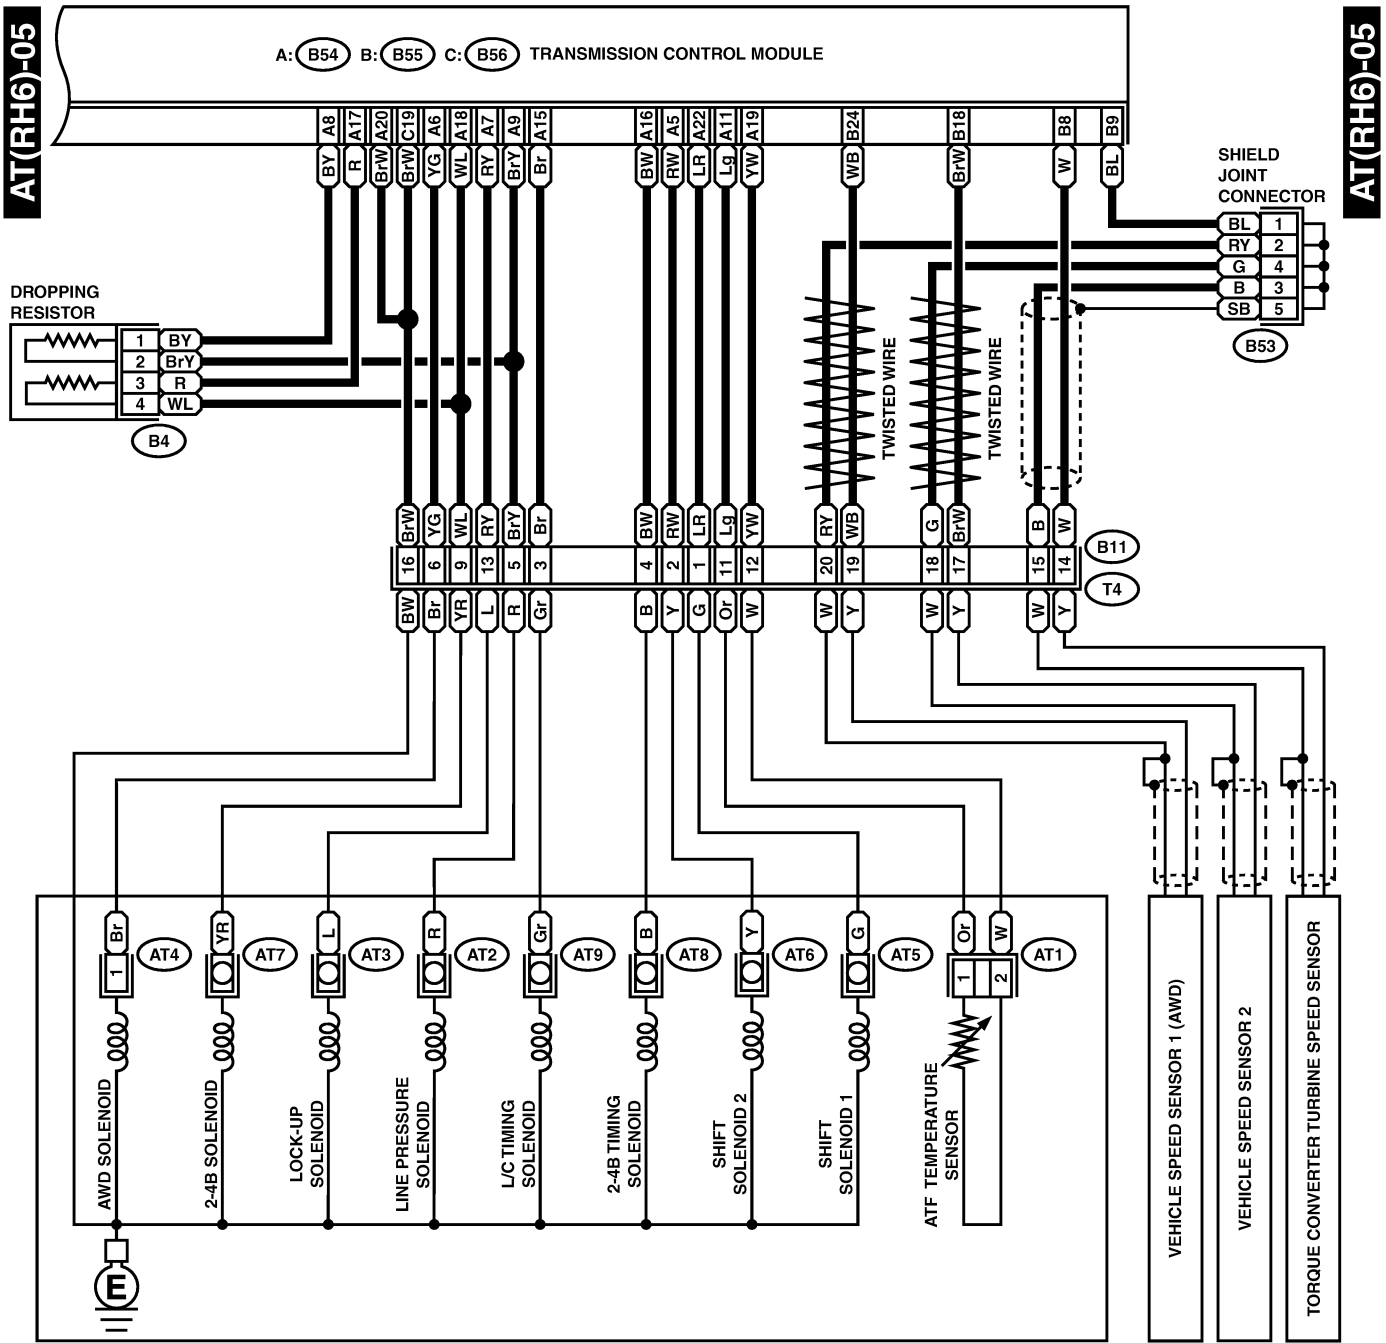 AT(RH6)-05
AT(RH6)-05
A: B54 B: B55 C: B56 TRANSMISSION CONTROL MODULE
A8 A17 A20 C19 A6 A18 A7 A9 A15 A16 A5 A22 A11 A19 B24 B18 B8 B9
BY R BrW BrW YG WL RY BrY Br BW RW LR Lg YW WB BrW W BL
SHIELD
JOINT
CONNECTOR
BL 1
RY 2
G 4
B 3
SB 5
B53
DROPPING
RESISTOR
1 BY
2 BrY
3 R
4 WL
B4
TWISTED WIRE
TWISTED WIRE
BrW YG WL RY BrY Br BW RW LR Lg YW RY WB G BrW B W
B11
16 6 9 13 5 3 4 2 1 11 12 20 19 18 17 15 14
T4
BW Br YR L R Gr B Y G Or W W Y W Y W Y
Br YR L R Gr B Y G Or W
AT4 AT7 AT3 AT2 AT9 AT8 AT6 AT5 AT1
1 1 2
AWD SOLENOID
2-4B SOLENOID
LOCK-UP
SOLENOID
LINE PRESSURE
SOLENOID
L/C TIMING
SOLENOID
2-4B TIMING
SOLENOID
SHIFT
SOLENOID 2
SHIFT
SOLENOID 1
ATF TEMPERATURE
SENSOR
VEHICLE SPEED SENSOR 1 (AWD)
VEHICLE SPEED SENSOR 2
TORQUE CONVERTER TURBINE SPEED SENSOR
E